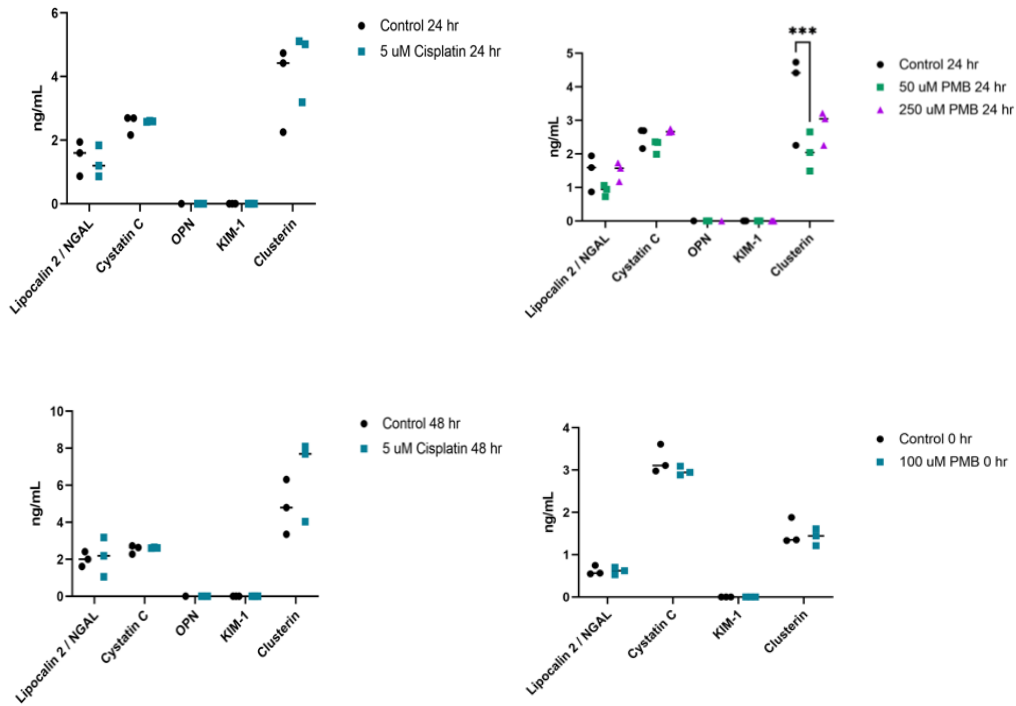 Control 24 hr
5 uM Cisplatin 24 hr
ng/mL
6
4
2
0
Lipocalin 2 / NGAL
Cystatin C
OPN
KIM-1
Clusterin
***
Control 24 hr
50 uM PMB 24 hr
250 uM PMB 24 hr
ng/mL
5
4
3
2
1
0
Lipocalin 2 / NGAL
Cystatin C
OPN
KIM-1
Clusterin
Control 48 hr
5 uM Cisplatin 48 hr
ng/mL
10
8
6
4
2
0
Lipocalin 2 / NGAL
Cystatin C
OPN
KIM-1
Clusterin
Control 0 hr
100 uM PMB 0 hr
ng/mL
4
3
2
1
0
Lipocalin 2 / NGAL
Cystatin C
KIM-1
Clusterin